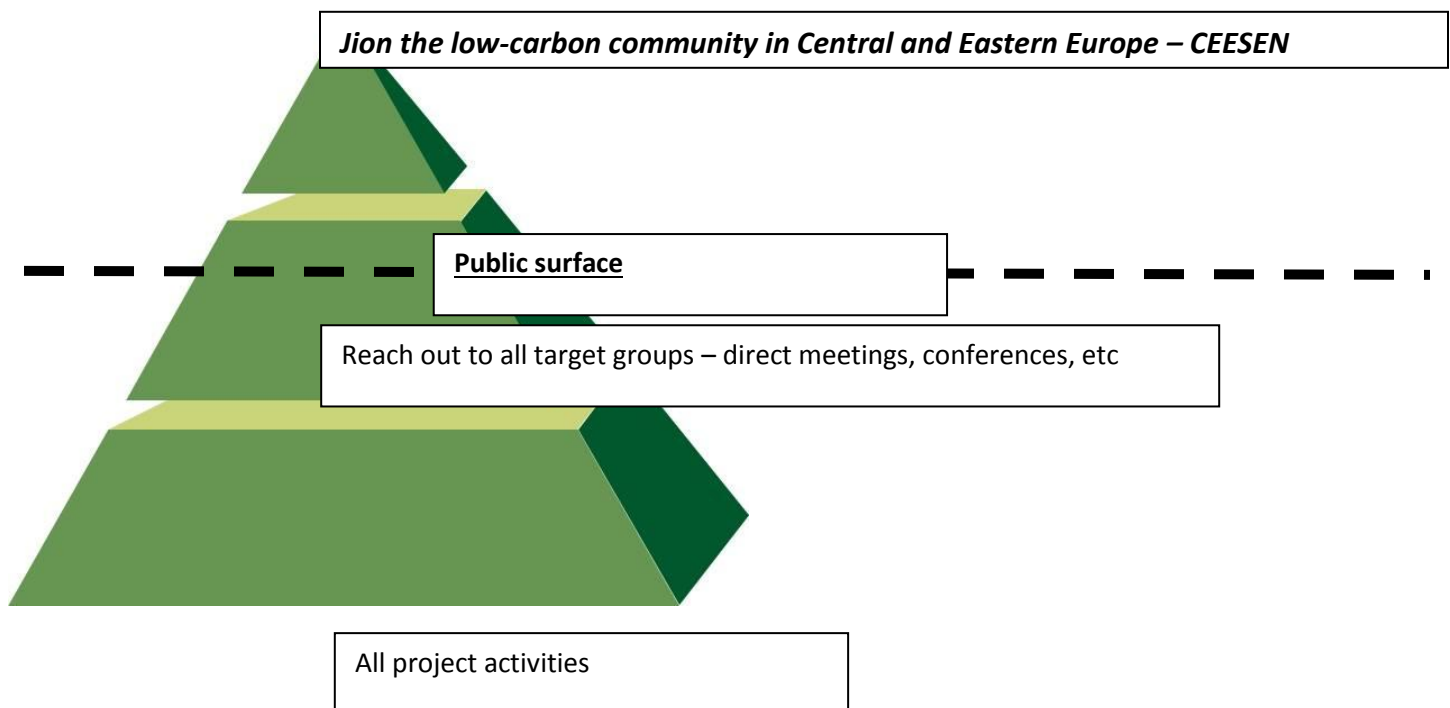 Jion the low-carbon community in Central and Eastern Europe – CEESEN
Public surface
Reach out to all target groups – direct meetings, conferences, etc
All project activities